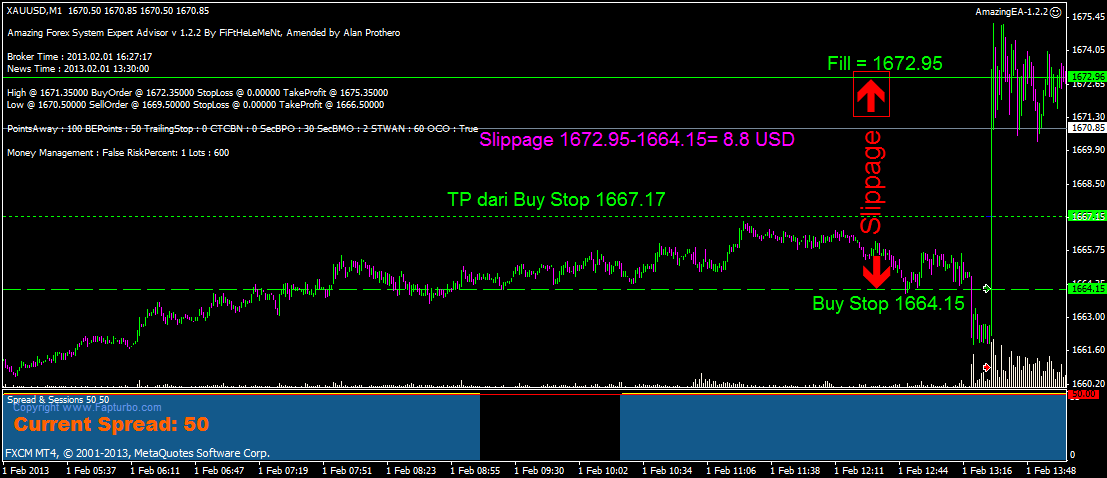 XAUUSD,M1 1670.50 1670.85 1670.50 1670.85
AmazingEA-1.2.2
Amazing Forex System Expert Advisor v 1.2.2 By FiFtHeLeMeNt, Amended by Alan Prothero
Broker Time : 2013.02.01 16:27:17
News Time : 2013.02.01 13:30:00
High @ 1671.35000 BuyOrder @ 1672.35000 StopLoss @ 0.00000 TakeProfit @ 1675.35000
Low @ 1670.50000 SellOrder @ 1669.50000 StopLoss @ 0.00000 TakeProfit @ 1666.50000
PointsAway : 100 BEPoints : 50 TrailingStop : 0 CTCBN : 0 SecBPO : 30 SecBMO : 2 STWAN : 60 OCO : True
Money Management : False RiskPercent: 1 Lots : 600
Fill = 1672.95
Slippage 1672.95-1664.15= 8.8 USD
Slippage
TP dari Buy Stop 1667.17
Buy Stop 1664.15
1675.45
1674.05
1672.96
1672.65
1671.30
1670.85
1669.90
1668.50
1667.15
1665.75
1664.15
1663.00
1661.60
1660.20
Spread & Sessions 50 50
Copyright www.Fapturbo.com
Current Spread: 50
FXCM MT4, © 2001-2013, MetaQuotes Software Corp.
50.00
0
1 Feb 2013
1 Feb 05:37
1 Feb 06:11
1 Feb 06:47
1 Feb 07:19
1 Feb 07:51
1 Feb 08:23
1 Feb 08:55
1 Feb 09:30
1 Feb 10:02
1 Feb 10:34
1 Feb 11:06
1 Feb 11:38
1 Feb 12:11
1 Feb 12:44
1 Feb 13:16
1 Feb 13:48